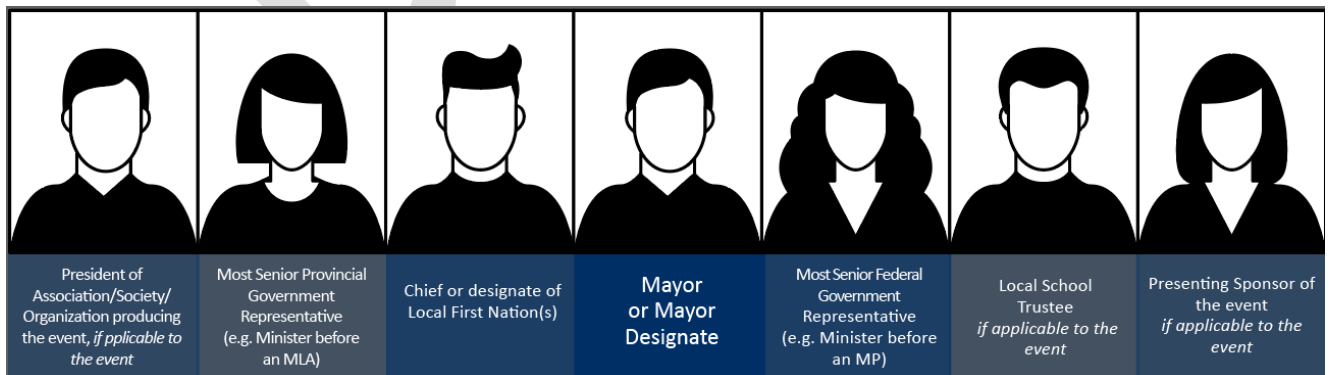 President of
Association/Society/
Organization producing
the event, if pplicable to
the event
Most Senior Provincial
Government
Representative
(e.g. Minister before
an MLA)
Chief or designate of
Local First Nation(s)
Mayor
or Mayor
Designate
Most Senior Federal
Government
Representative
(e.g. Minister before
an MP)
Local School
Trustee
if applicable to the
event
Presenting Sponsor of
the event
if applicable to the
event